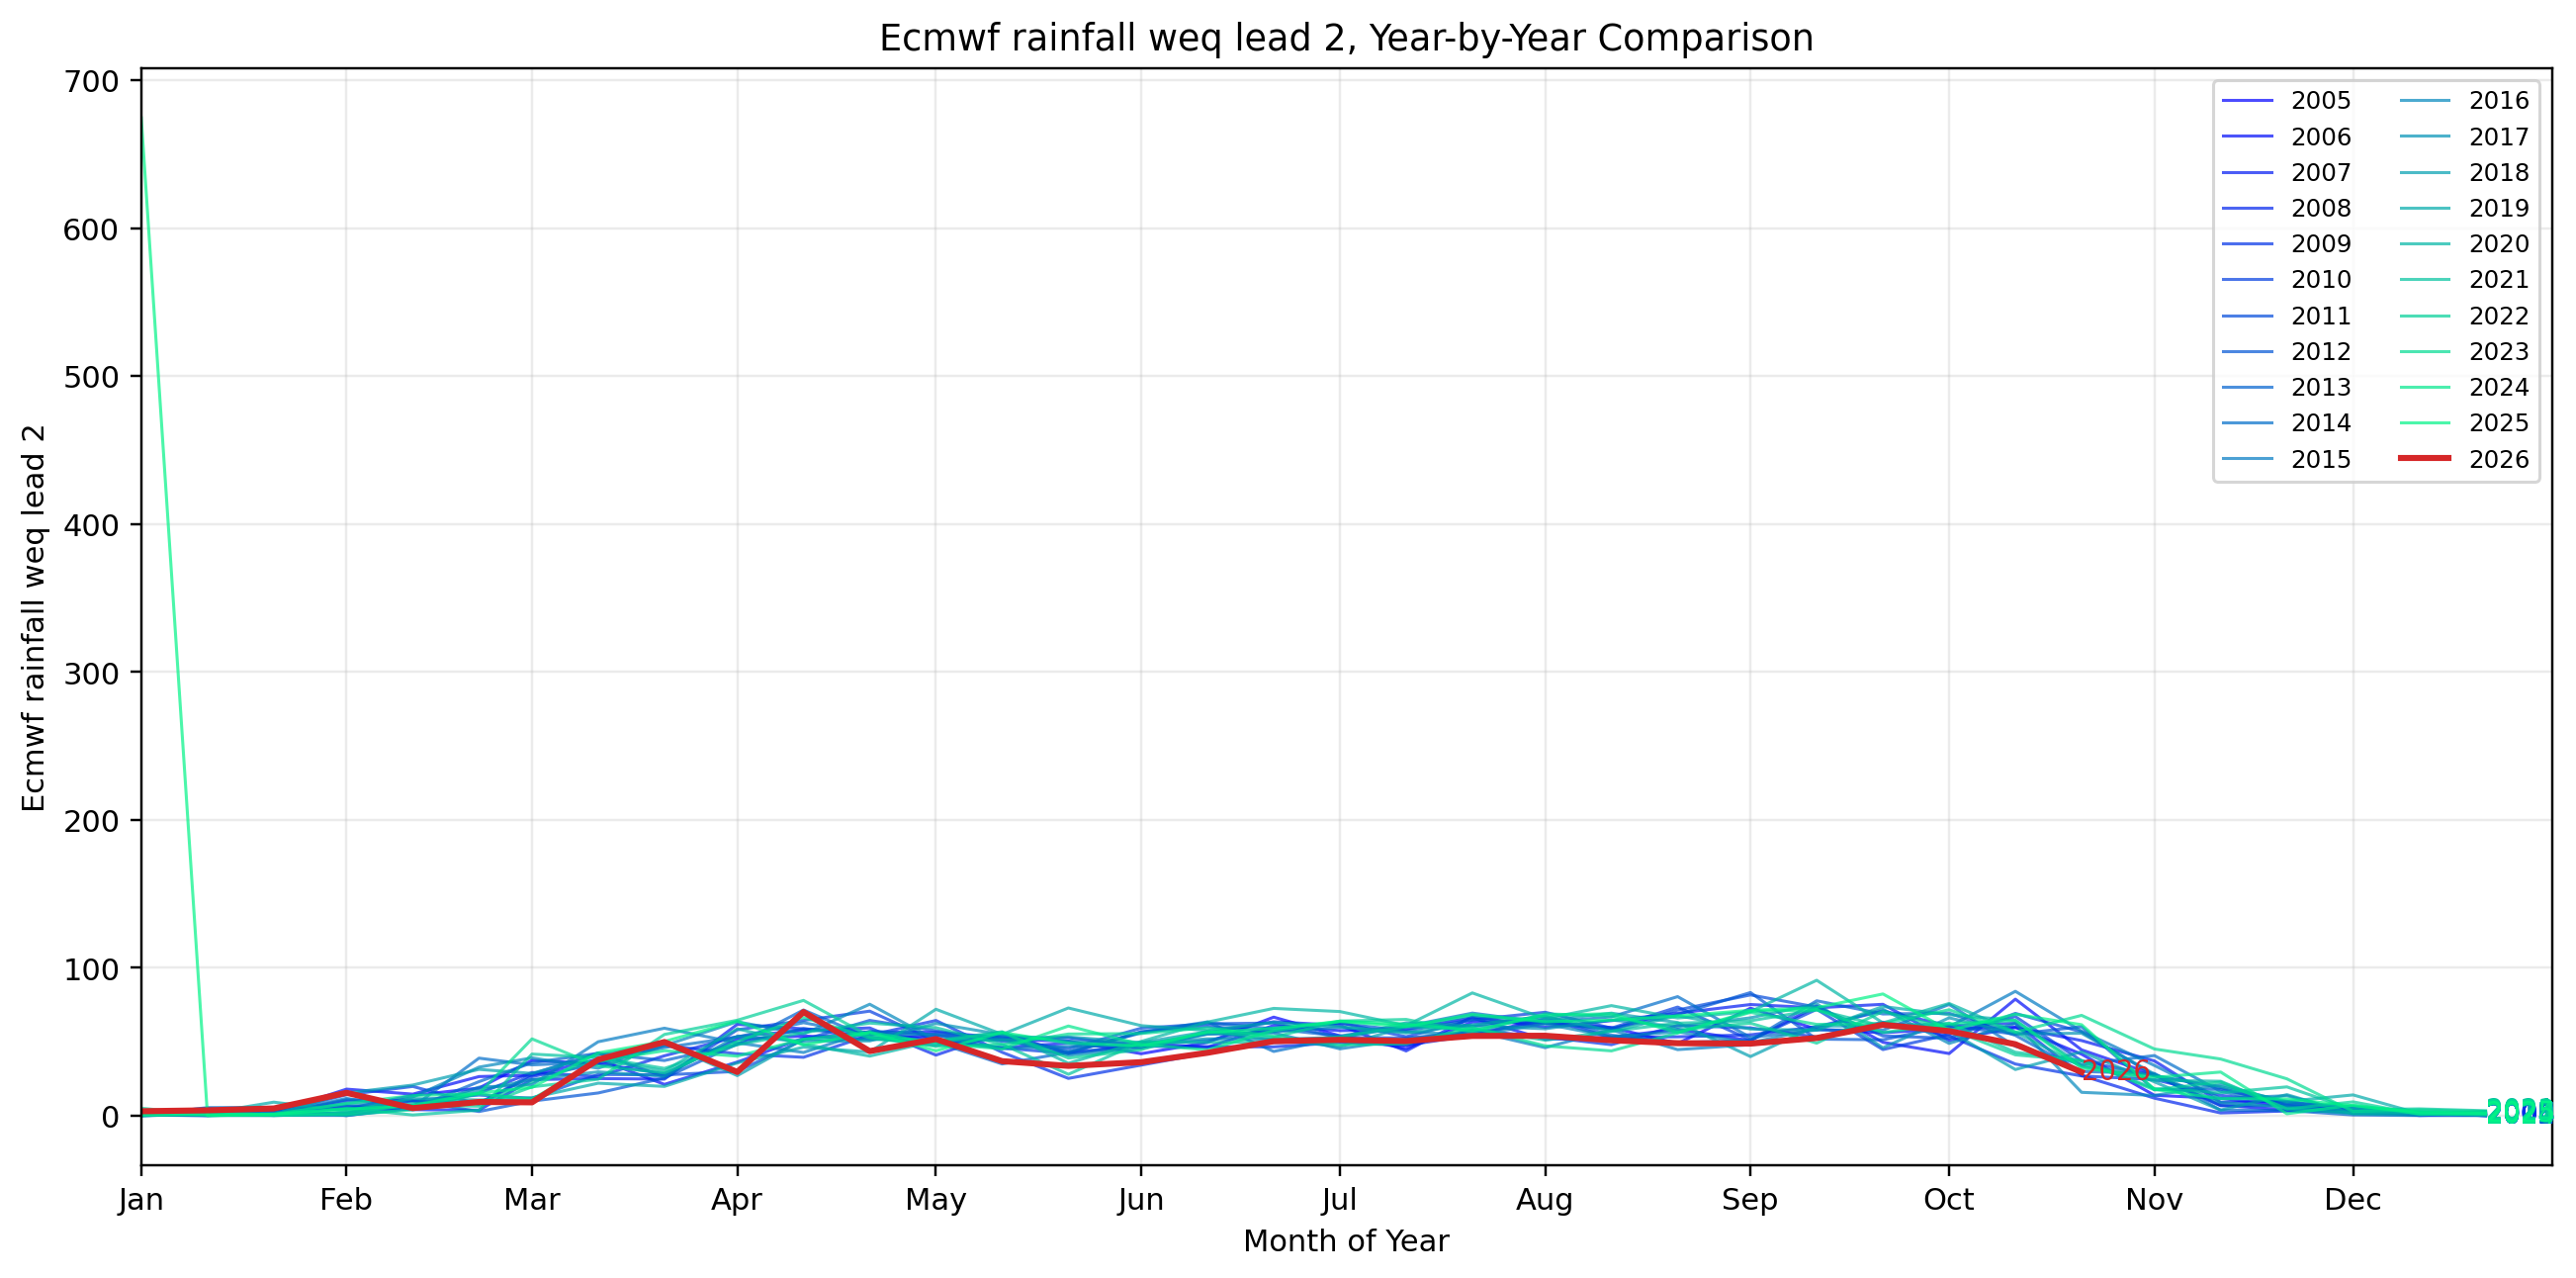 Ecmwf rainfall weq lead 2, Year-by-Year Comparison
Ecmwf rainfall weq lead 2
700
600
500
400
300
200
100
0
2005
2006
2007
2008
2009
2010
2011
2012
2013
2014
2015
2016
2017
2018
2019
2020
2021
2022
2023
2024
2025
2026
2026
Jan
Feb
Mar
Apr
May
Jun
Jul
Aug
Sep
Oct
Nov
Dec
Month of Year